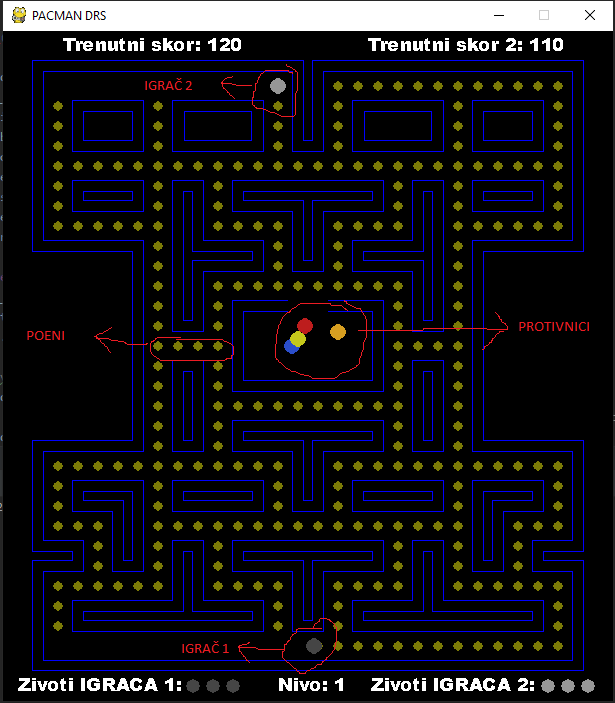 PACMAN DRS
Trenutni skor: 120 Trenutni skor 2: 110
IGRAČ 2
POENI
PROTIVNICI
IGRAČ 1
Zivoti IGRACA 1: Nivo: 1 Zivoti IGRACA 2: